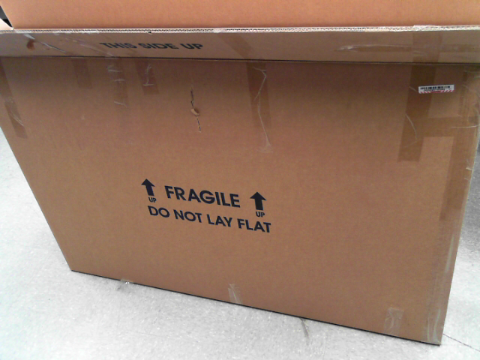 THIS SIDE UP
UP FRAGILE UP
DO NOT LAY FLAT